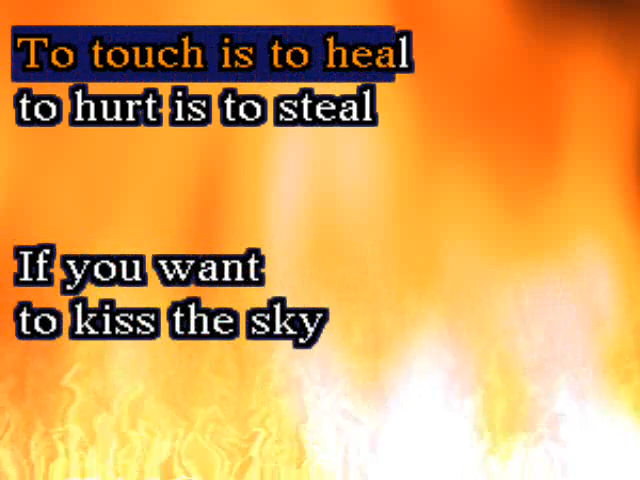 To touch is to heal
to hurt is to steal
If you want
to kiss the sky